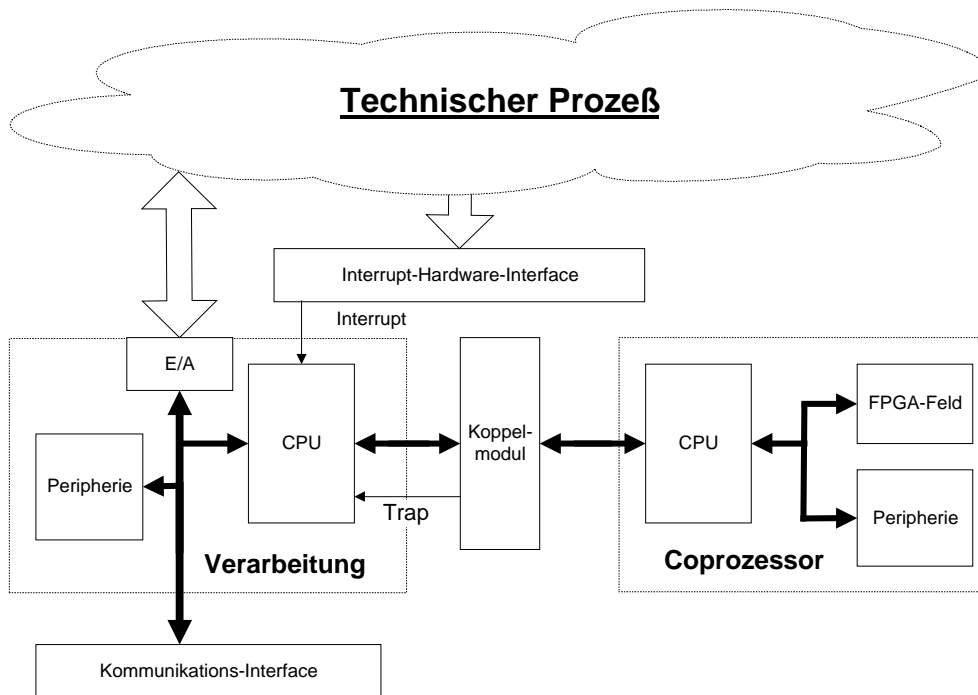 Technischer Prozeß
Interrupt-Hardware-Interface
Interrupt
E/A
CPU
Koppel-
modul
CPU
FPGA-Feld
Peripherie
Peripherie
Trap
Verarbeitung
Coprozessor
Kommunikations-Interface